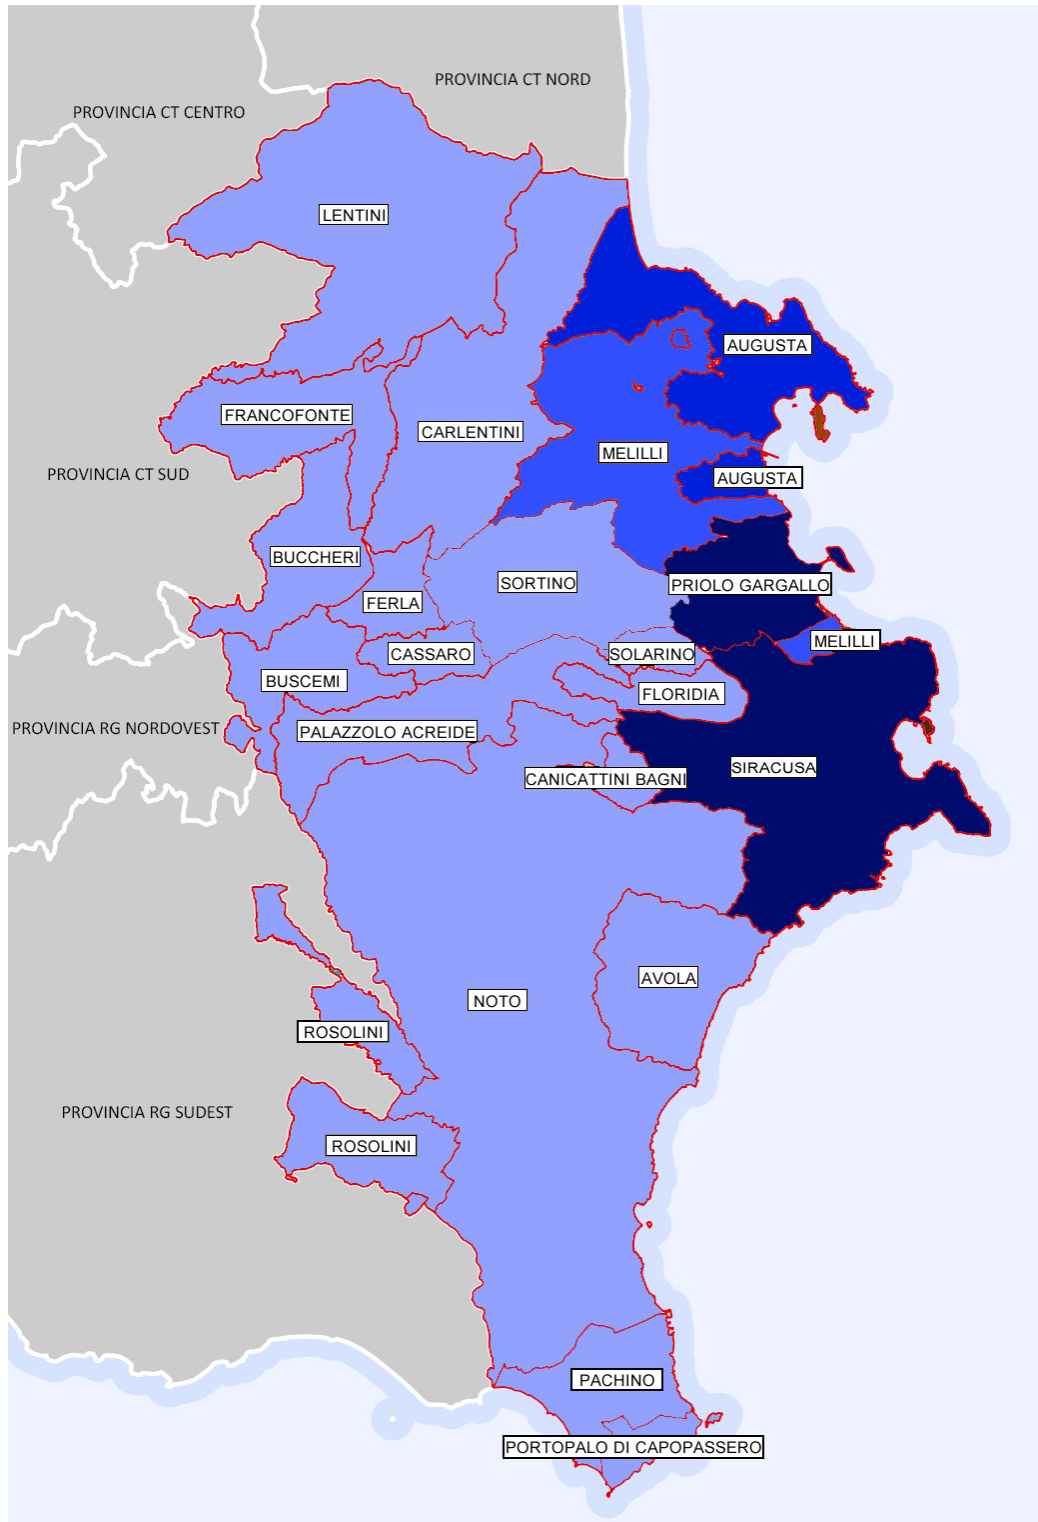 PROVINCIA CT NORD
PROVINCIA CT CENTRO
LENTINI
AUGUSTA
FRANCOFONTE
CARLENTINI
MELILLI
PROVINCIA CT SUD
AUGUSTA
BUCCHERI
SORTINO
PRIOLO GARGALLO
FERLA
MELILLI
CASSARO
SOLARINO
BUSCEMI
FLORIDIA
PROVINCIA RG NORDOVEST
PALAZZOLO ACREIDE
SIRACUSA
CANICATTINI BAGNI
AVOLA
NOTO
ROSOLINI
PROVINCIA RG SUDEST
ROSOLINI
PACHINO
PORTOPALO DI CAPOPASSERO